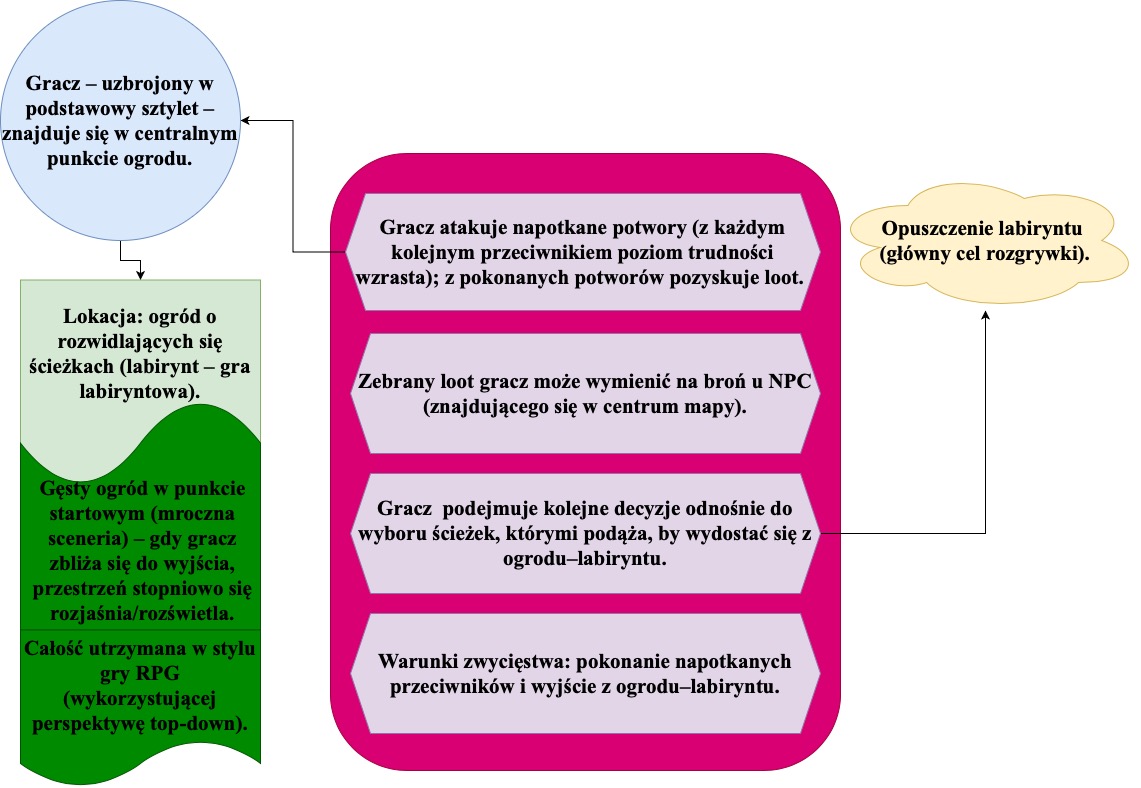 Gracz – uzbrojony w
podstawowy sztylet –
znajduje się w centralnym
punkcie ogrodu.
Lokacja: ogród o
rozwidlających się
ścieżkach (labirynt – gra
labiryntowa).
Gęsty ogród w punkcie
startowym (mroczna
sceneria) – gdy gracz
zbliża się do wyjścia,
przestrzeń stopniowo się
rozjaśnia/rozświetla.
Całość utrzymana w stylu
gry RPG
(wykorzystującej
perspektywę top-down).
Gracz atakuje napotkane potwory (z każdym
kolejnym przeciwnikiem poziom trudności
wzrasta); z pokonanych potworów pozyskuje loot.
Zebrany loot gracz może wymienić na broń u NPC
(znajdującego się w centrum mapy).
Gracz  podejmuje kolejne decyzje odnośnie do
wyboru ścieżek, którymi podąża, by wydostać się z
ogrodu–labiryntu.
Warunki zwycięstwa: pokonanie napotkanych
przeciwników i wyjście z ogrodu–labiryntu.
Opuszczenie labiryntu
(główny cel rozgrywki).